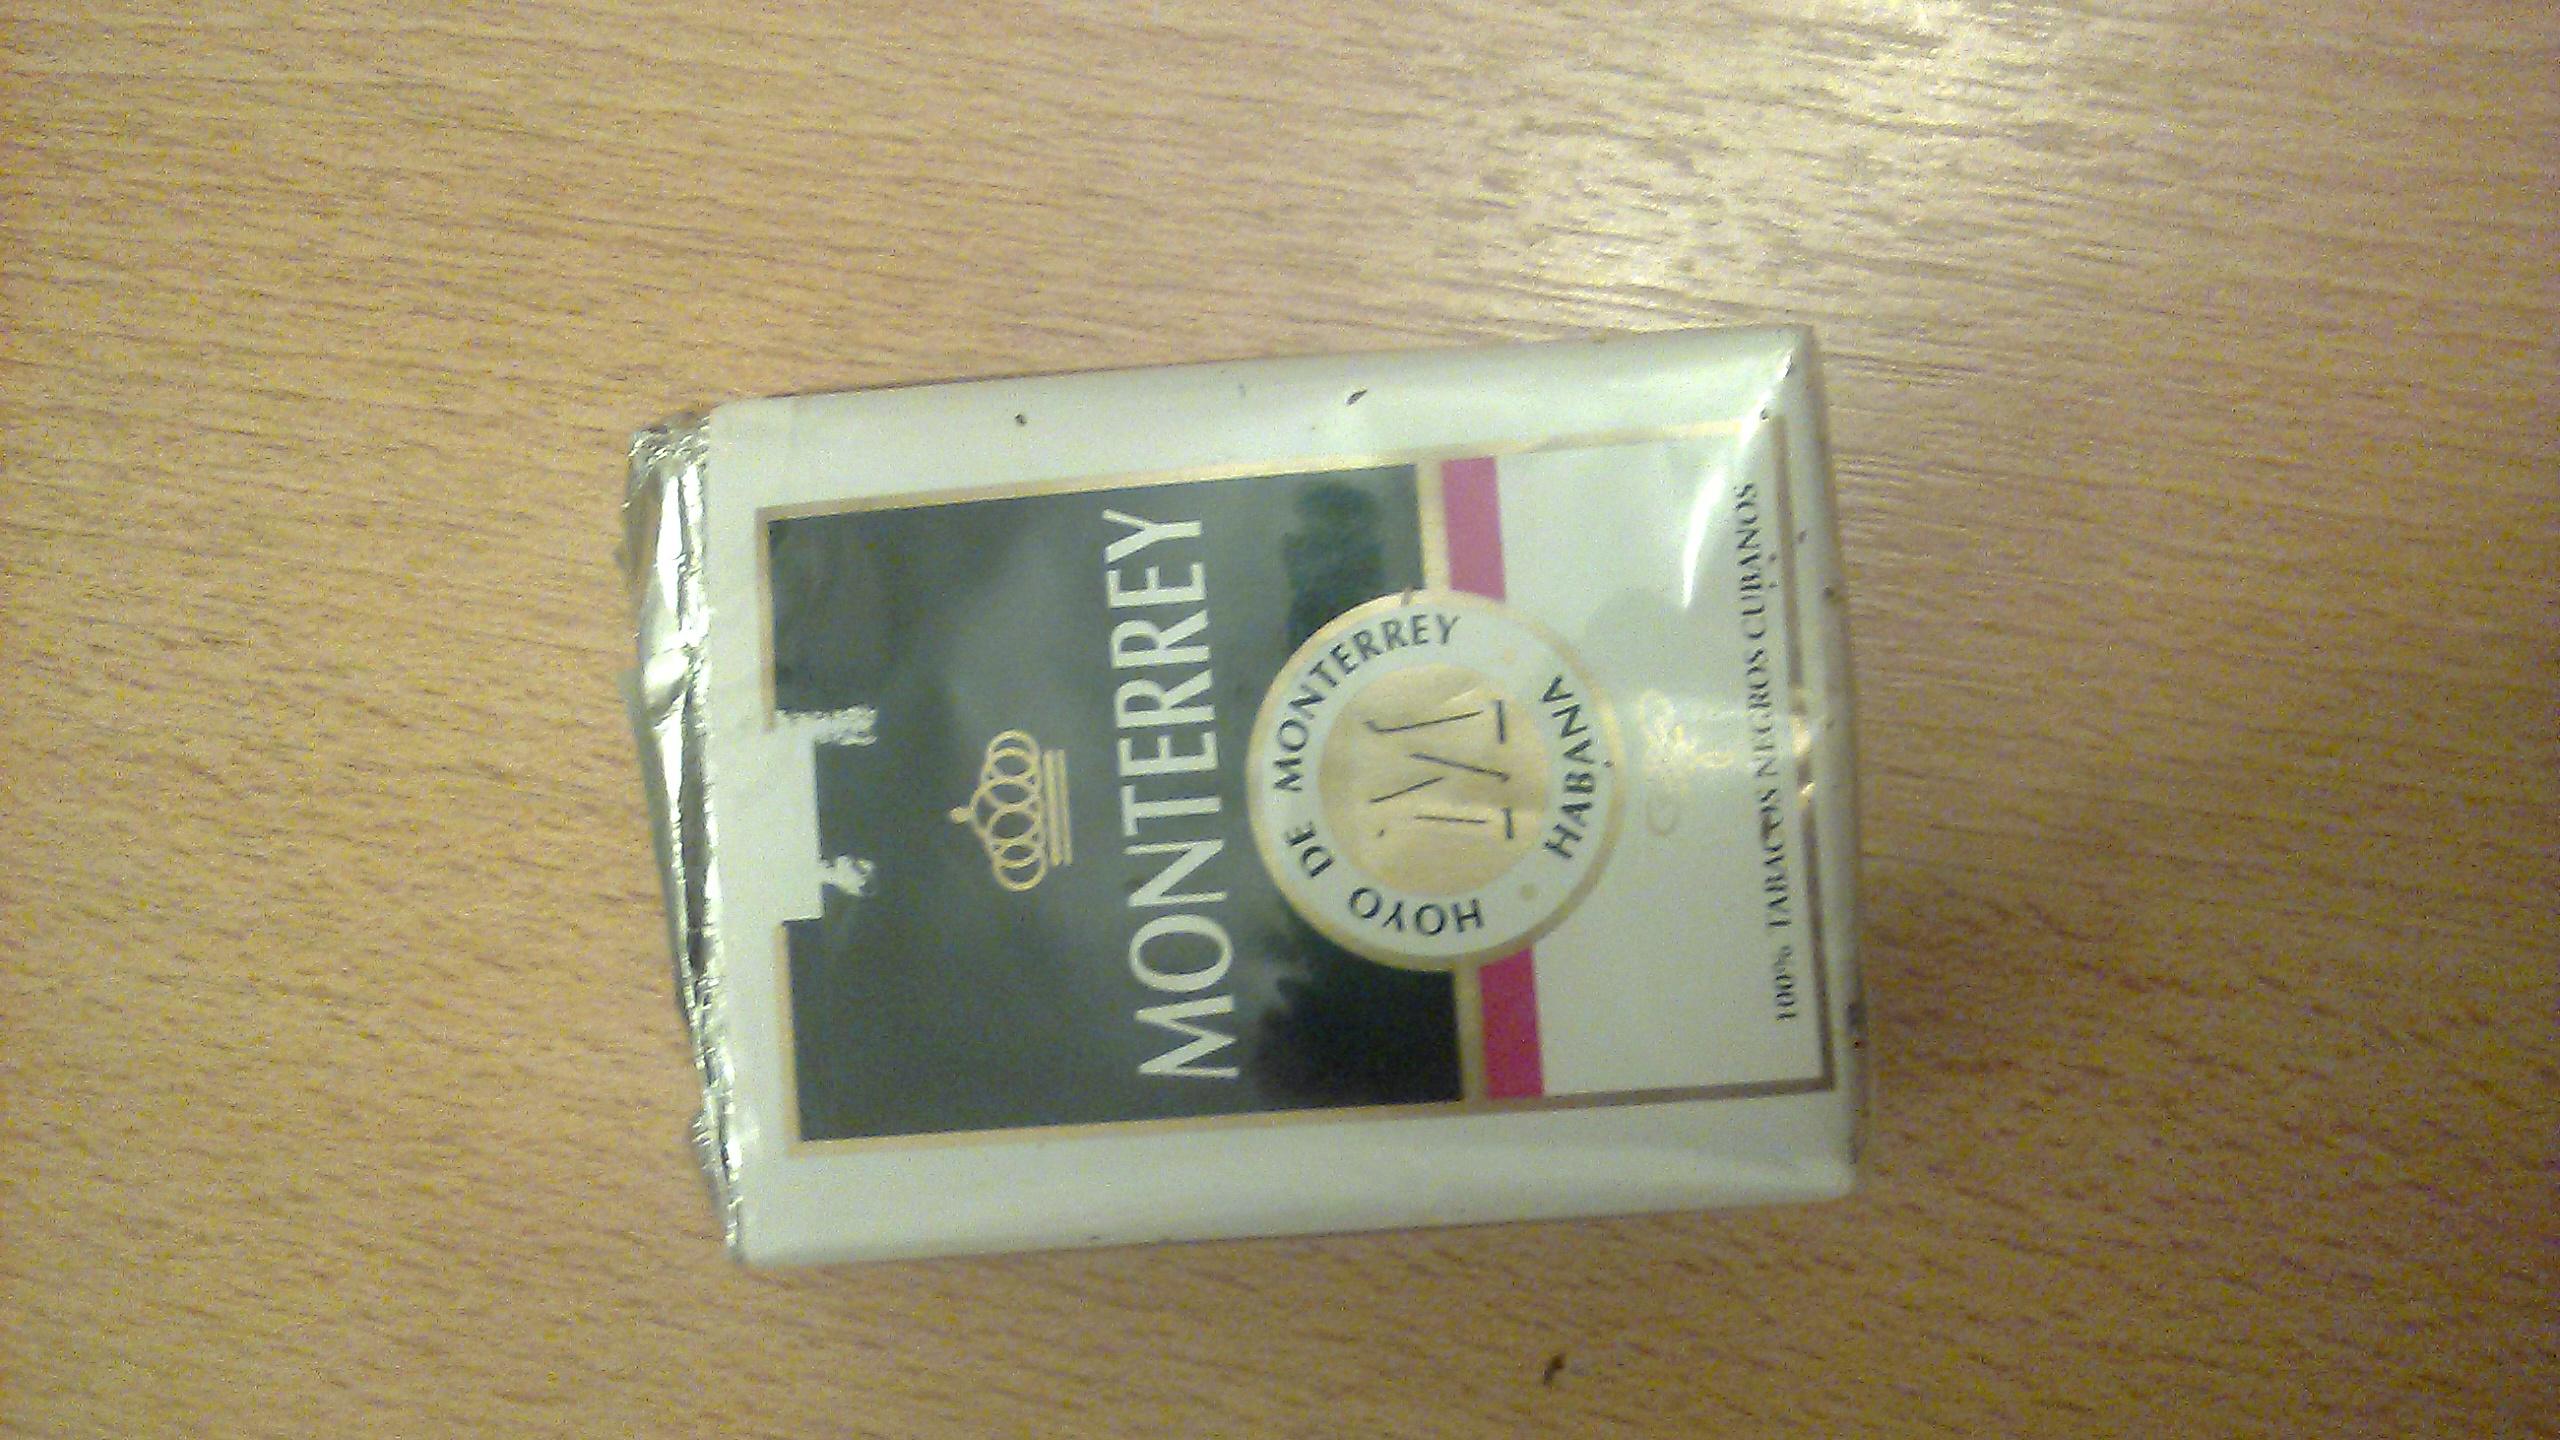 MONTERREY
HOYO DE MONTERREY
HABANA
100% TABACOS NEGROS CUBANOS